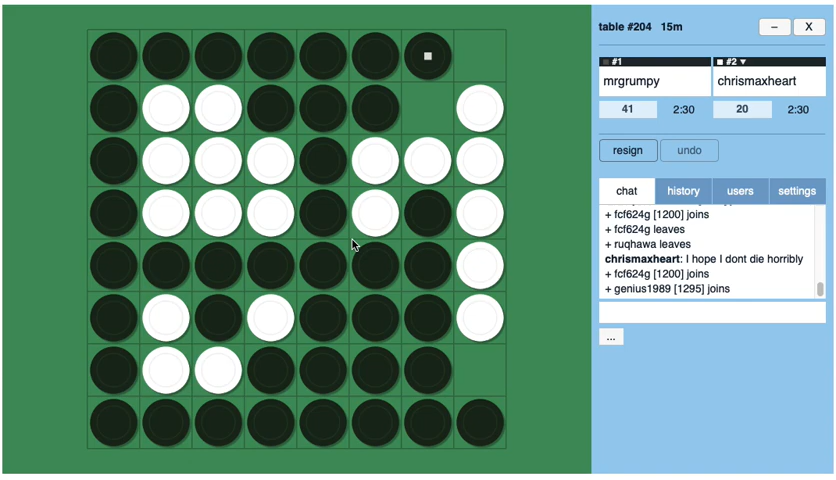 table #204 15m
–
X
#1
#2 ▼
mrgrumpy
chrismaxheart
41
2:30
20
2:30
resign
undo
chat
history
users
settings
+ fcf624g [1200] joins
+ fcf624g leaves
+ ruqhawa leaves
chrismaxheart: I hope I dont die horribly
+ fcf624g [1200] joins
+ genius1989 [1295] joins
...